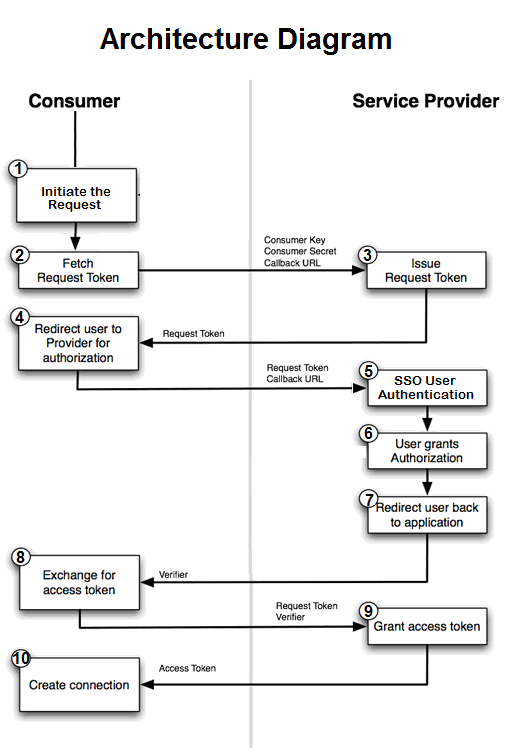 Architecture Diagram
Consumer
Service Provider
1
Initiate the
Request
2
Fetch
Request Token
Consumer Key
Consumer Secret
Callback URL
3
Issue
Request Token
4
Redirect user to
Provider for
authorization
Request Token
Request Token
Callback URL
5
SSO User
Authentication
6
User grants
Authorization
7
Redirect user back
to application
8
Exchange for
access token
Verifier
Request Token
Verifier
9
Grant access token
10
Create connection
Access Token